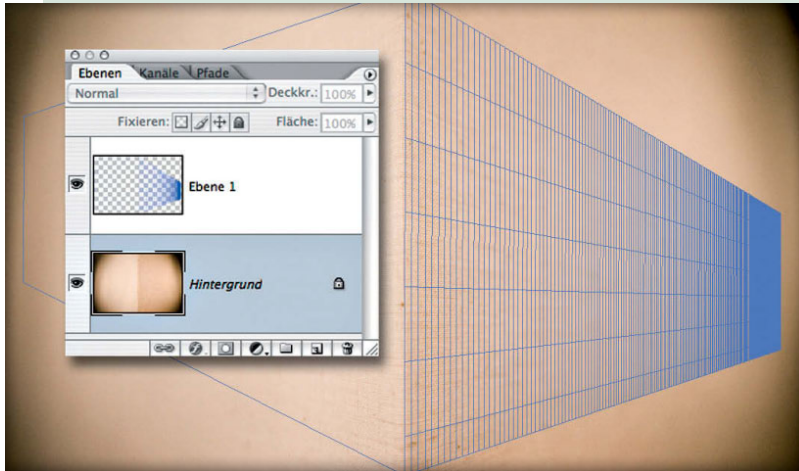 Ebenen Kanäle Pfade
Normal Deckkr.: 100%
Fixieren: Fläche: 100%
Ebene 1
Hintergrund